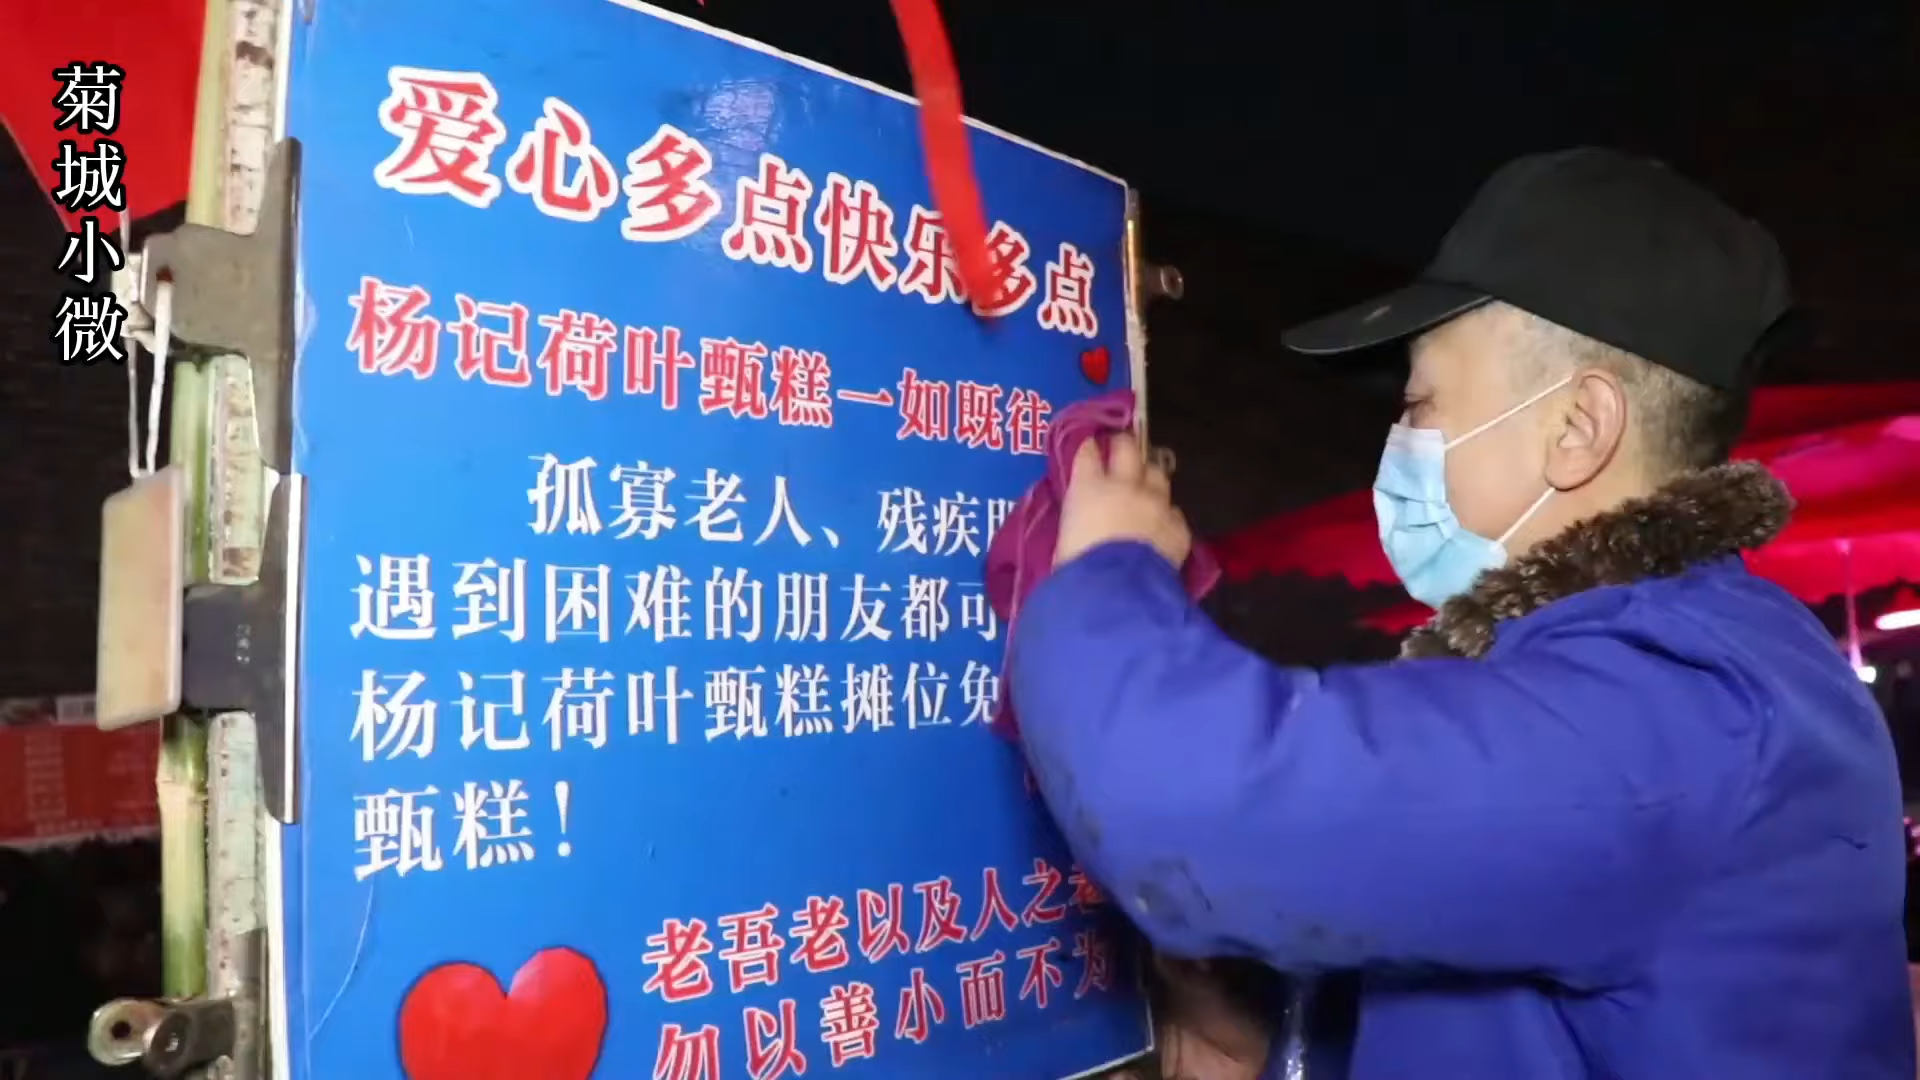 菊城小微
爱心多点快乐多点
杨记荷叶甄糕一如既往
孤寡老人、残疾
遇到困难的朋友都可
杨记荷叶甄糕摊位免
甄糕！
老吾老以及人之老
勿以善小而不为